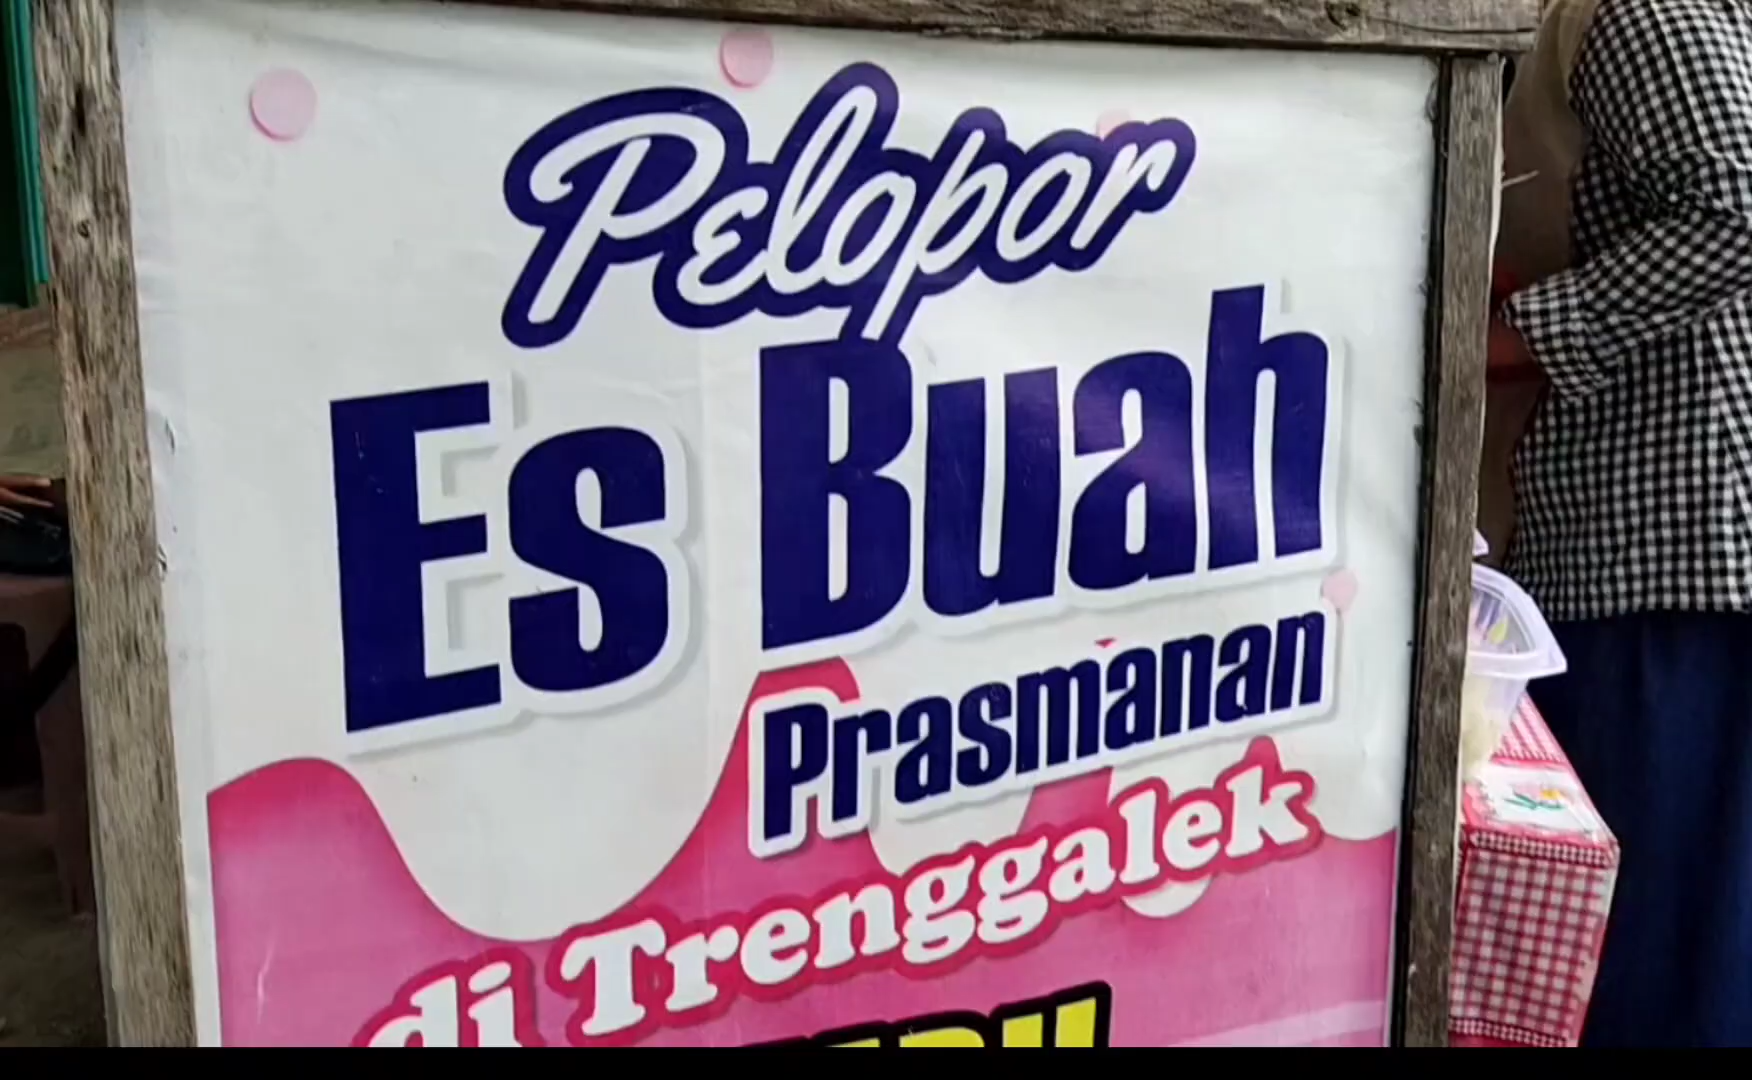 Pelopor
Es Buah
Prasmanan
di Trenggalek